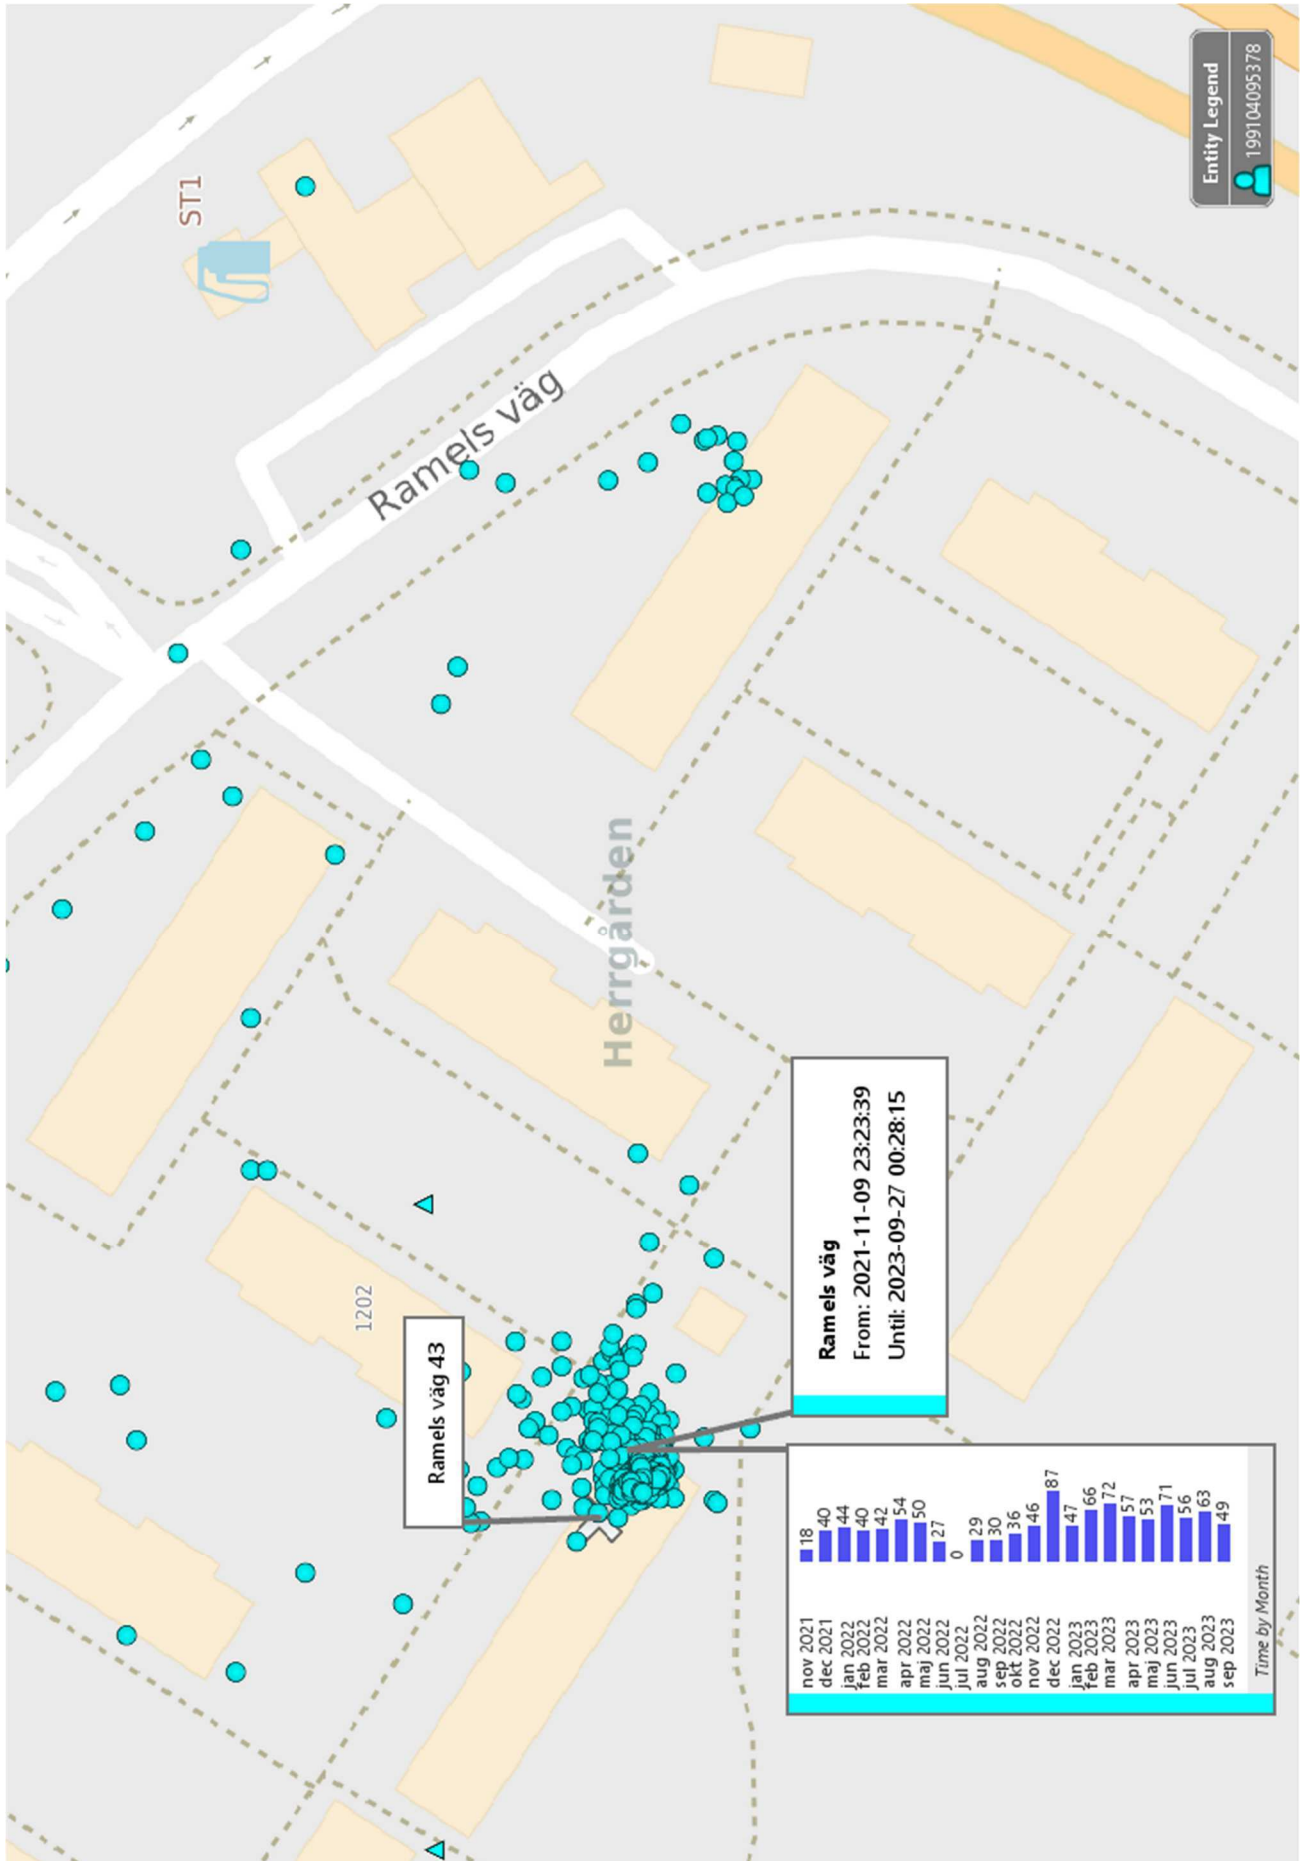 ST1
Ramels väg
Herrgården
1202
Entity Legend
199104095378
Ramels väg 43
Ramels väg
From: 2021-11-09 23:23:39
Until: 2023-09-27 00:28:15
nov 2021 18
dec 2021 40
jan 2022 44
feb 2022 40
mar 2022 42
apr 2022 54
maj 2022 50
jun 2022 27
jul 2022 0
aug 2022 29
sep 2022 30
okt 2022 36
nov 2022 46
dec 2022 87
jan 2023 47
feb 2023 66
mar 2023 72
apr 2023 57
maj 2023 53
jun 2023 71
jul 2023 56
aug 2023 63
sep 2023 49
Time by Month